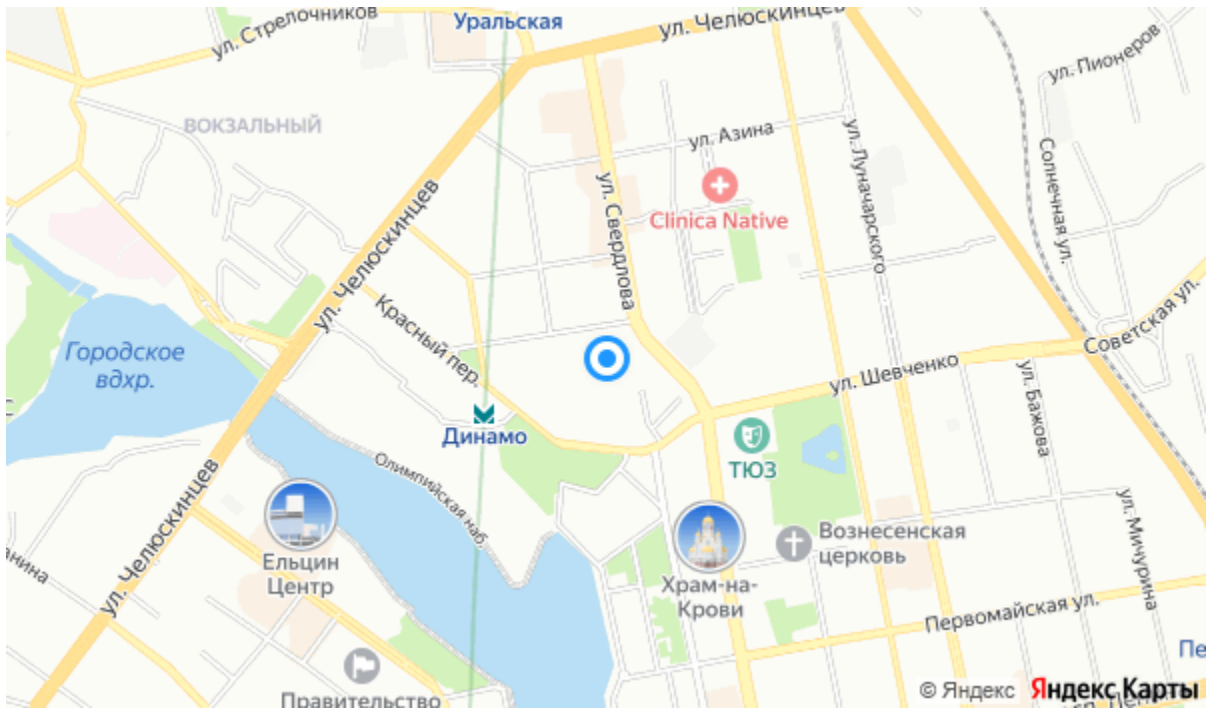 Уральская
ул. Челюскинцев
ул. Стрелочников
ул. Пионеров
ВОКЗАЛЬНЫЙ
ул. Азина
ул. Луначарского
Солнечная ул.
ул. Свердлова
Clinica Native
ул. Челюскинцев
Красный пер.
Городское
вдхр.
Советская ул.
ул. Шевченко
ул. Бажова
Динамо
ТЮЗ
Олимпийская наб.
ул. Челюскинцев
Ельцин
Центр
Вознесенская
церковь
ул. Мичурина
Храм-на-
Крови
Первомайская ул.
Правительство
© Яндекс Яндекс Карты